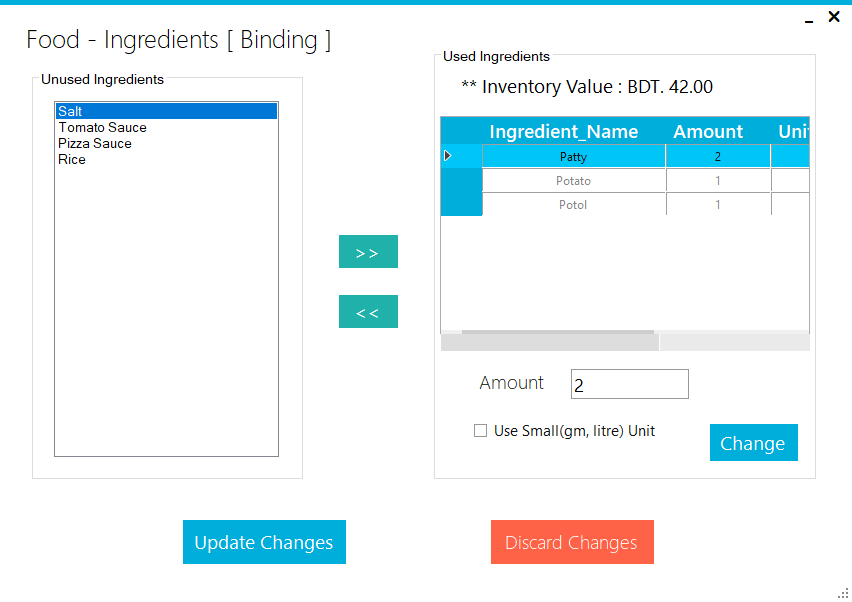 Food - Ingredients [ Binding ]
Unused Ingredients
Salt
Tomato Sauce
Pizza Sauce
Rice
>>
<<
Used Ingredients
** Inventory Value : BDT. 42.00
Ingredient_Name Amount Uni
Patty 2
Potato 1
Potol 1
Amount 2
Use Small(gm, litre) Unit
Change
Update Changes
Discard Changes